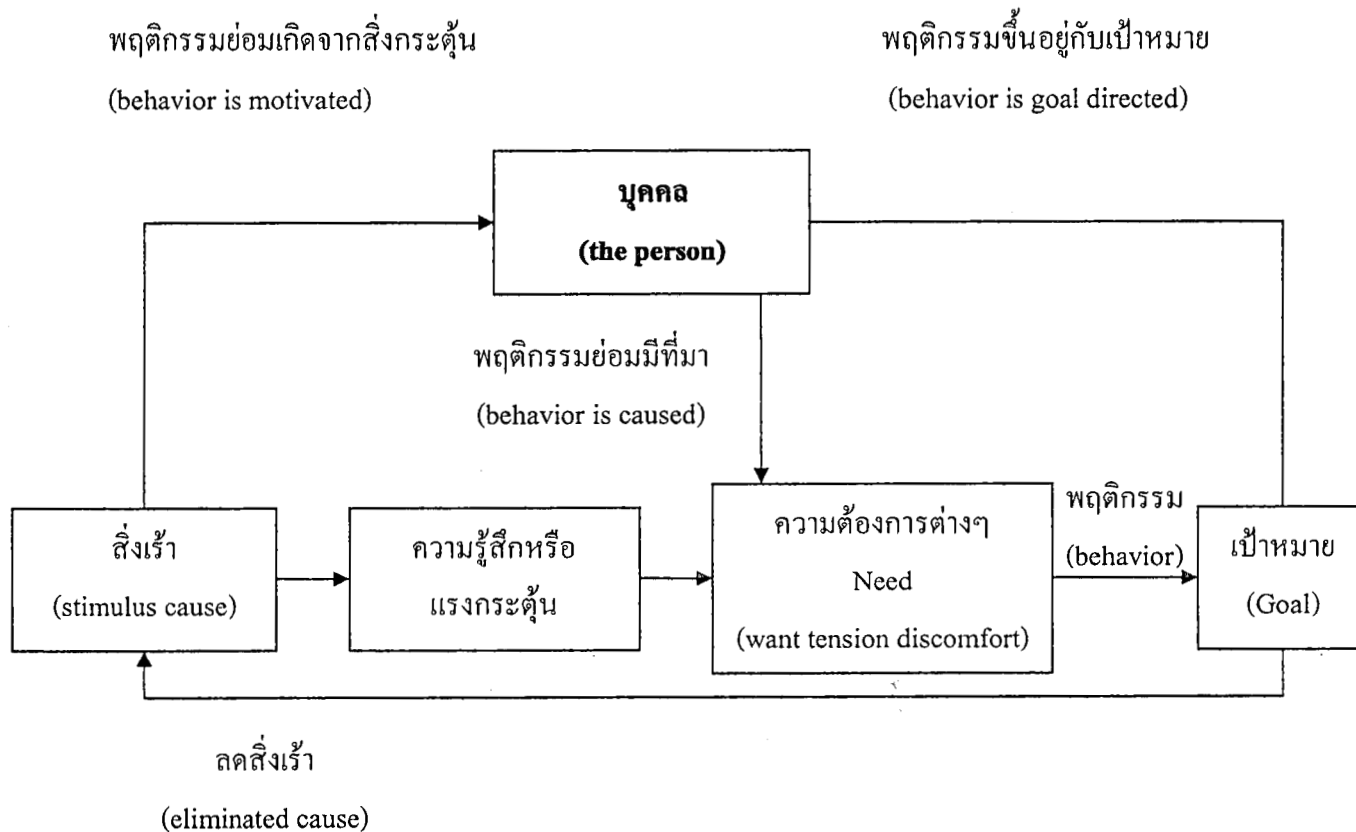 พฤติกรรมย่อมเกิดจากสิ่งกระตุ้น
(behavior is motivated)
พฤติกรรมขึ้นอยู่กับเป้าหมาย
(behavior is goal directed)
บุคคล
(the person)
พฤติกรรมย่อมมีที่มา
(behavior is caused)
สิ่งเร้า
(stimulus cause)
ความรู้สึกหรือ
แรงกระตุ้น
ความต้องการต่างๆ
Need
(want tension discomfort)
พฤติกรรม
(behavior)
เป้าหมาย
(Goal)
ลดสิ่งเร้า
(eliminated cause)